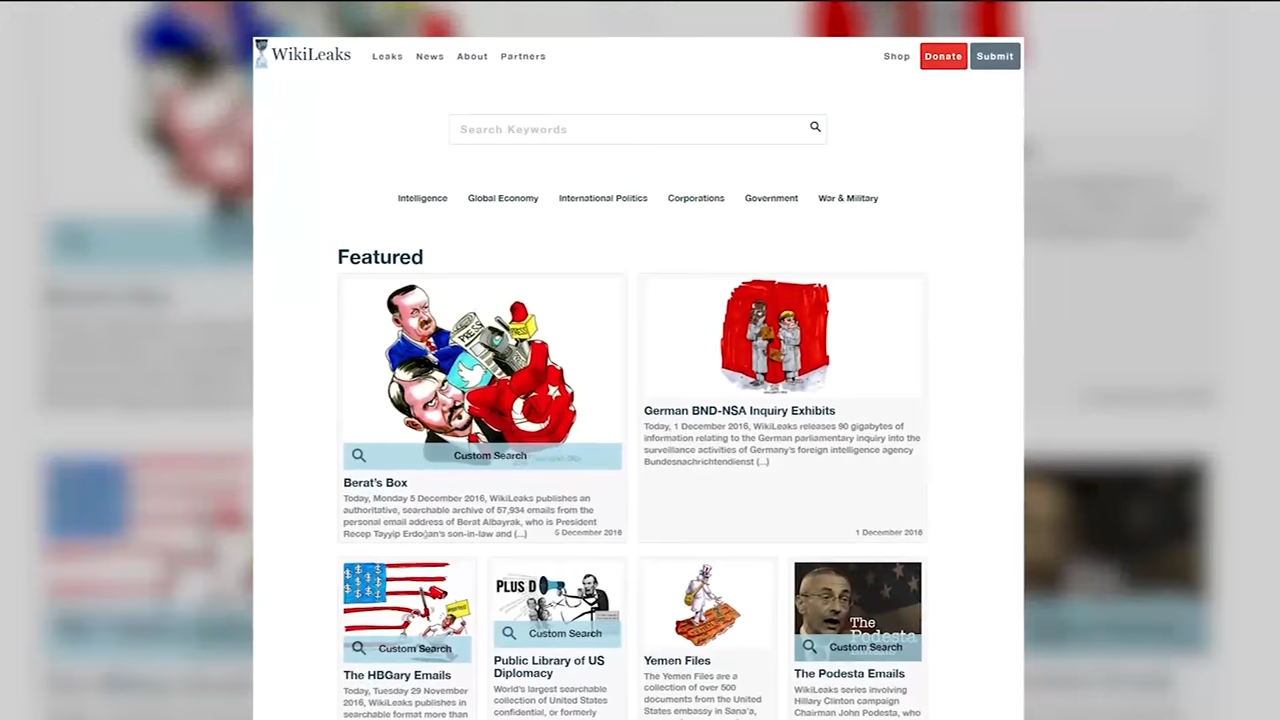 WikiLeaks
Leaks News About Partners
Shop Donate Submit
Search Keywords
Intelligence Global Economy International Politics Corporations Government War & Military
Featured
PRESS
Custom Search
Berat's Box
Today, Monday 5 December 2016, WikiLeaks publishes an
authoritative, searchable archive of 57,934 emails from the
personal email address of Berat Albayrak, who is President
Recep Tayyip Erdoğan's son-in-law and (...)
5 December 2016
German BND-NSA Inquiry Exhibits
Today, 1 December 2016, WikiLeaks releases 90 gigabytes of
information relating to the German parliamentary inquiry into the
surveillance activities of Germany's foreign intelligence agency
Bundesnachrichtendienst (...)
1 December 2016
Custom Search
The HBGary Emails
Today, Tuesday 29 November
2016, WikiLeaks publishes in
searchable format more than
PLUS D
Custom Search
Public Library of US
Diplomacy
World's largest searchable
collection of United States
confidential, or formerly
Yemen Files
The Yemen Files are a
collection of over 500
documents from the United
States embassy in Sana'a,
The
Podesta
Custom Search
The Podesta Emails
WikiLeaks series involving
Hillary Clinton campaign
Chairman John Podesta, who